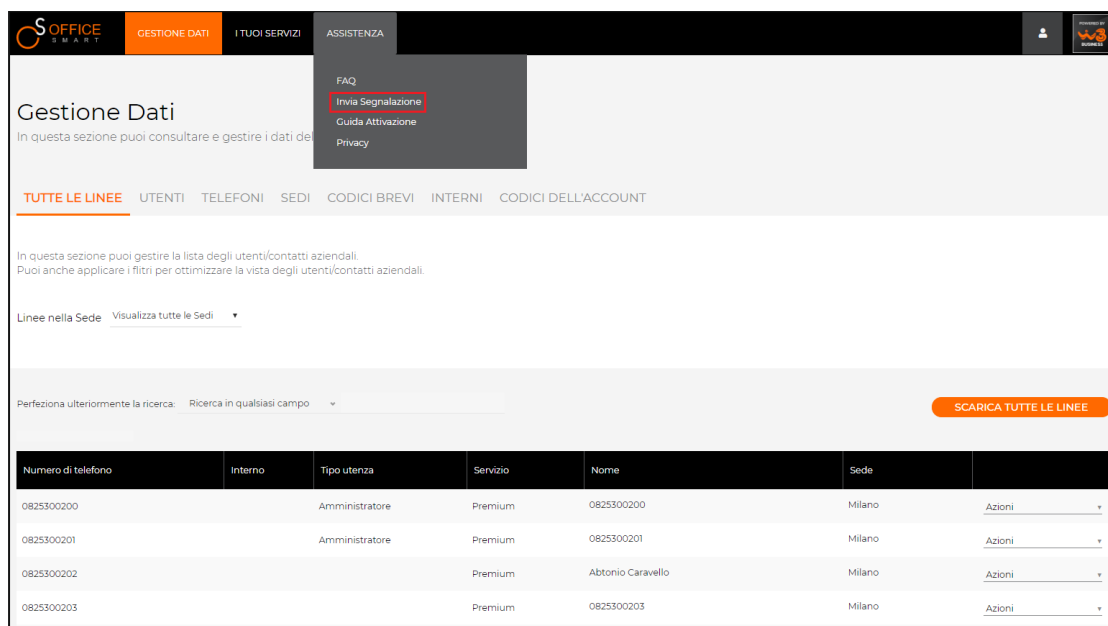 OFFICE
SMART
GESTIONE DATI
I TUOI SERVIZI
ASSISTENZA
POWERED BY
W3
BUSINESS
FAQ
Invia Segnalazione
Guida Attivazione
Privacy
Gestione Dati
In questa sezione puoi consultare e gestire i dati del
TUTTE LE LINEE UTENTI TELEFONI SEDI CODICI BREVI INTERNI CODICI DELL'ACCOUNT
In questa sezione puoi gestire la lista degli utenti/contatti aziendali.
Puoi anche applicare i flitri per ottimizzare la vista degli utenti/contatti aziendali.
Linee nella Sede Visualizza tutte le Sedi
Perfeziona ulteriormente la ricerca: Ricerca in qualsiasi campo
SCARICA TUTTE LE LINEE
Numero di telefono Interno Tipo utenza Servizio Nome Sede
0825300200 Amministratore Premium 0825300200 Milano Azioni
0825300201 Amministratore Premium 0825300201 Milano Azioni
0825300202 Premium Abtonio Caravello Milano Azioni
0825300203 Premium 0825300203 Milano Azioni